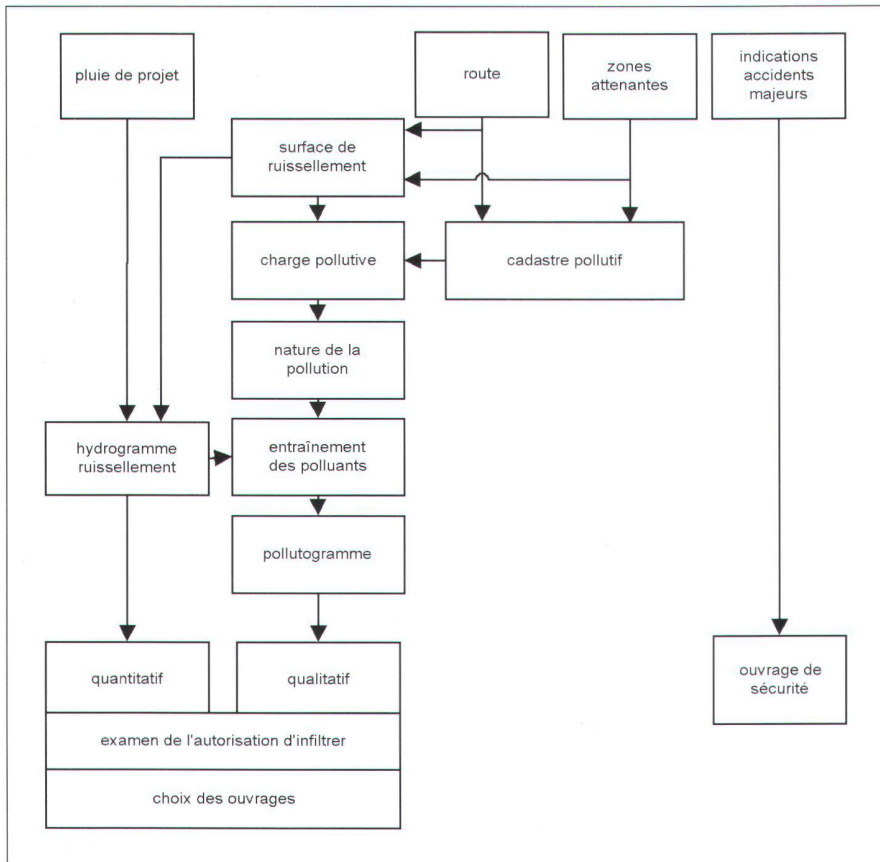 pluie de projet
route
zones
attenantes
indications
accidents
majeurs
surface de
ruissellement
charge pollutive
cadastre pollutif
nature de la
pollution
hydrogramme
ruissellement
entraînement
des polluants
pollutogramme
quantitatif
qualitatif
ouvrage de
sécurité
examen de l'autorisation d'infiltrer
choix des ouvrages